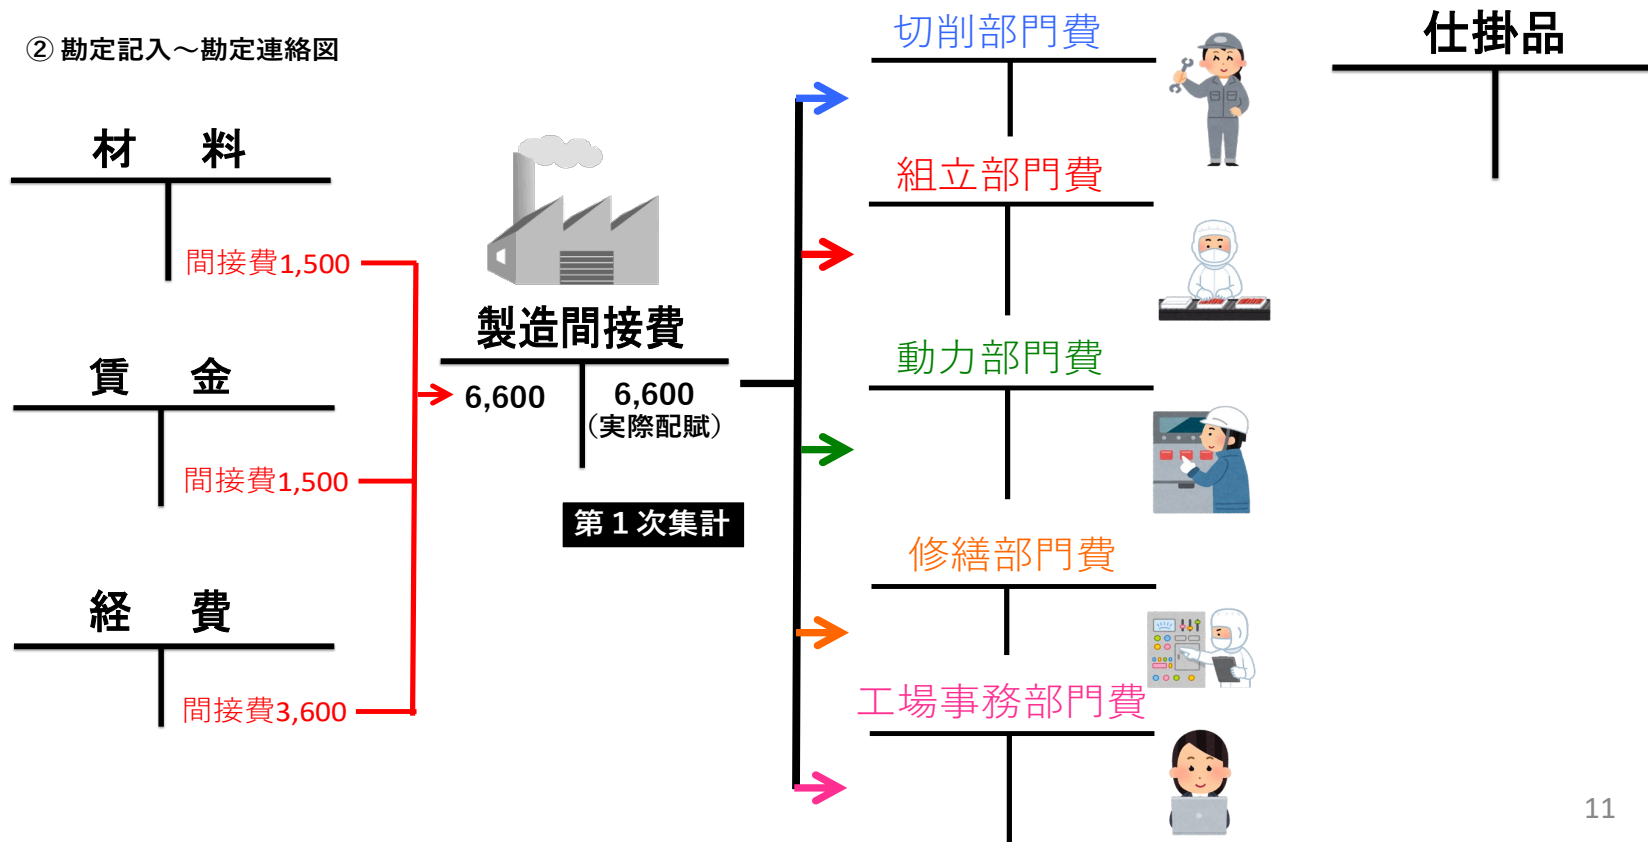 ② 勘定記入～勘定連絡図
材　料
間接費1,500
賃　金
間接費1,500
経　費
間接費3,600
製造間接費
6,600
6,600
（実際配賦）
第１次集計
切削部門費
組立部門費
動力部門費
修繕部門費
工場事務部門費
仕掛品
11